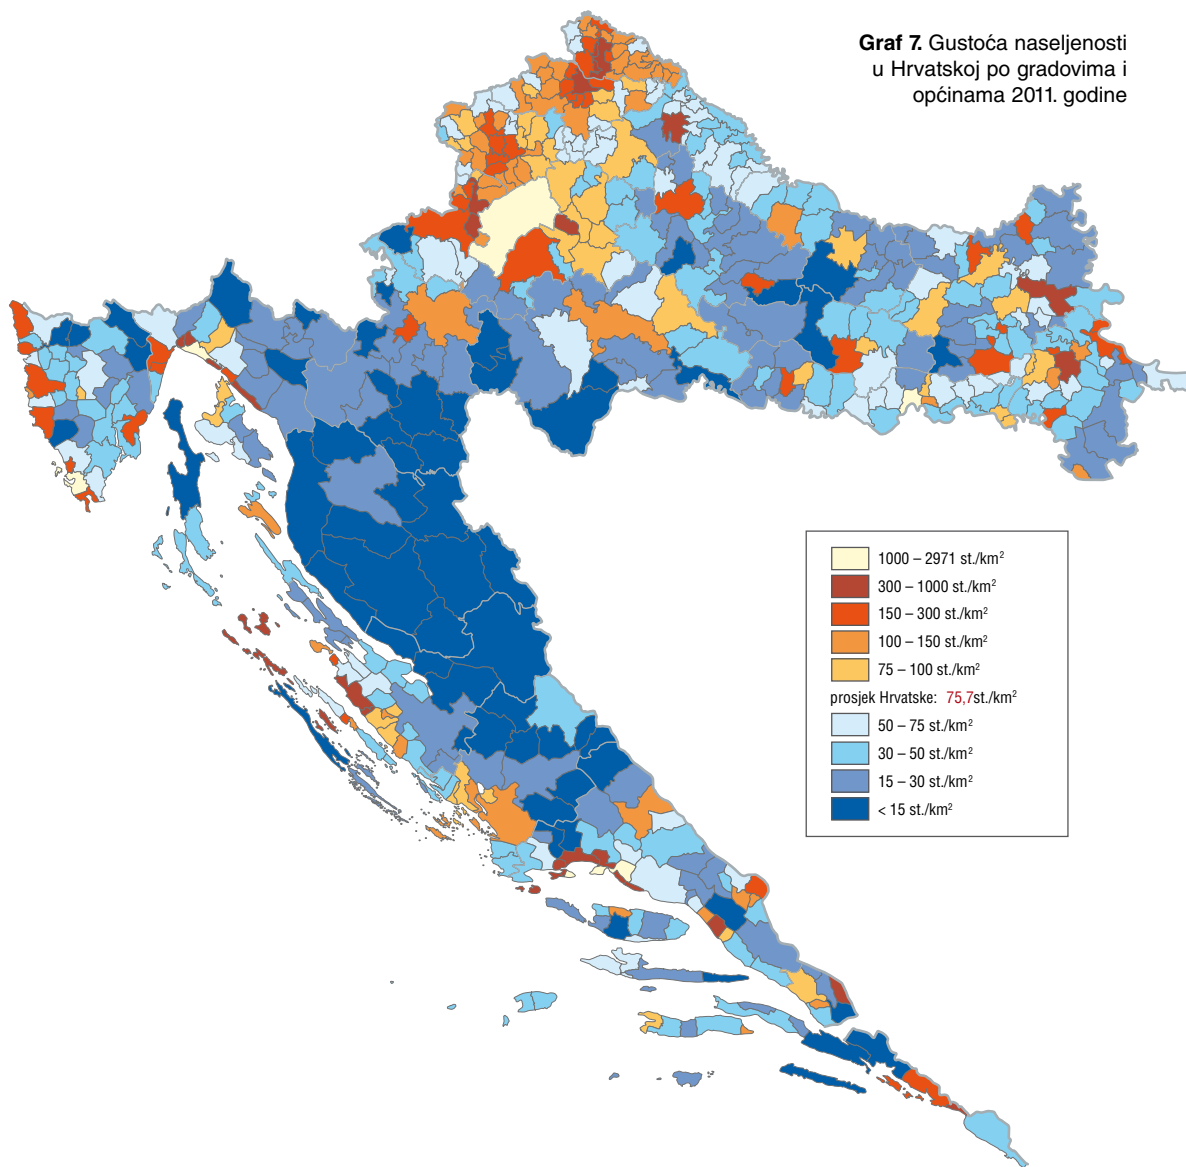 Graf 7. Gustoća naseljenosti
u Hrvatskoj po gradovima i
općinama 2011. godine
1000 – 2971 st./km²
300 – 1000 st./km²
150 – 300 st./km²
100 – 150 st./km²
75 – 100 st./km²
prosjek Hrvatske: 75,7st./km²
50 – 75 st./km²
30 – 50 st./km²
15 – 30 st./km²
< 15 st./km²